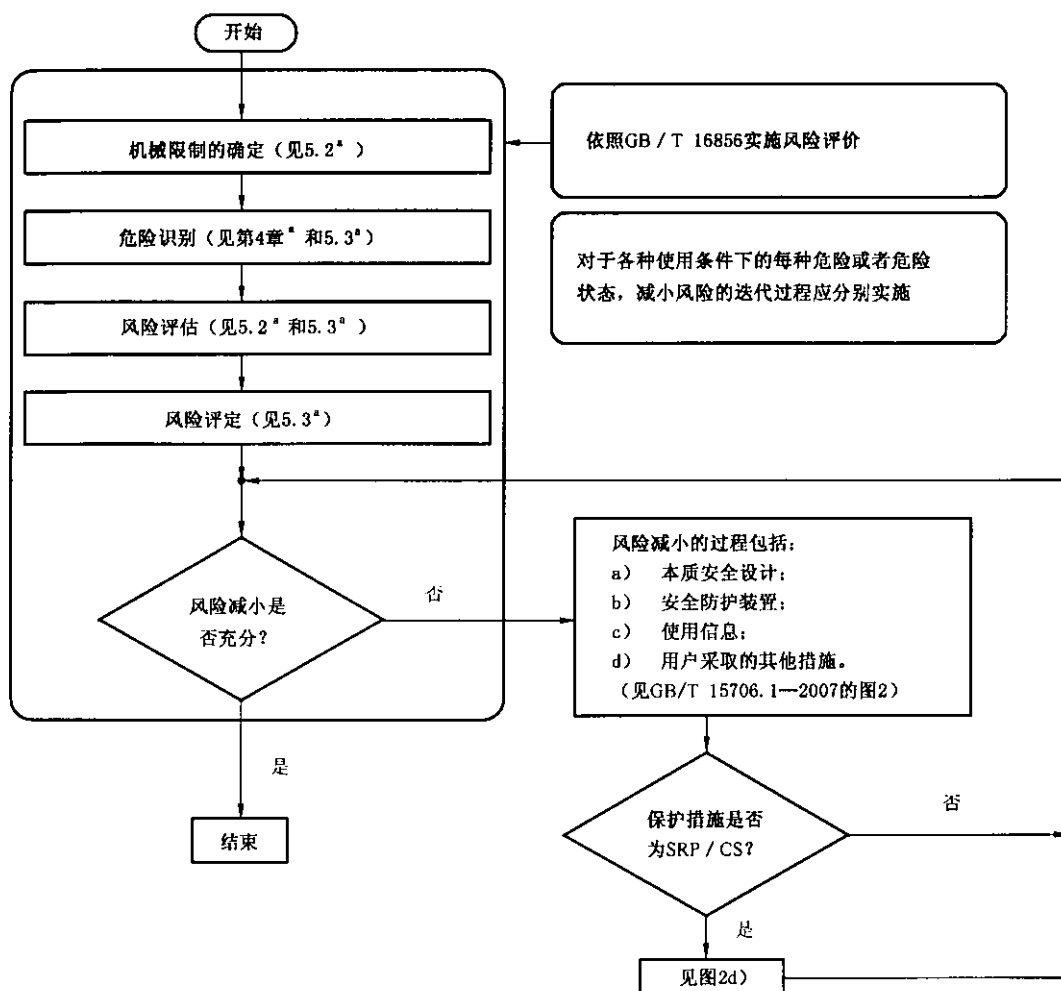 开始
机械限制的确定（见5.2ª）
危险识别（见第4章ª 和5.3ª）
风险评估（见5.2ª 和5.3ª）
风险评定（见5.3ª）
依照GB / T 16856实施风险评价
对于各种使用条件下的每种危险或者危险
状态，减小风险的迭代过程应分别实施
风险减小是
否充分？
否
是
结束
风险减小的过程包括：
a） 本质安全设计；
b） 安全防护装置；
c） 使用信息；
d） 用户采取的其他措施。
（见GB/T 15706.1—2007的图2）
保护措施是否
为SRP / CS？
否
是
见图2d）